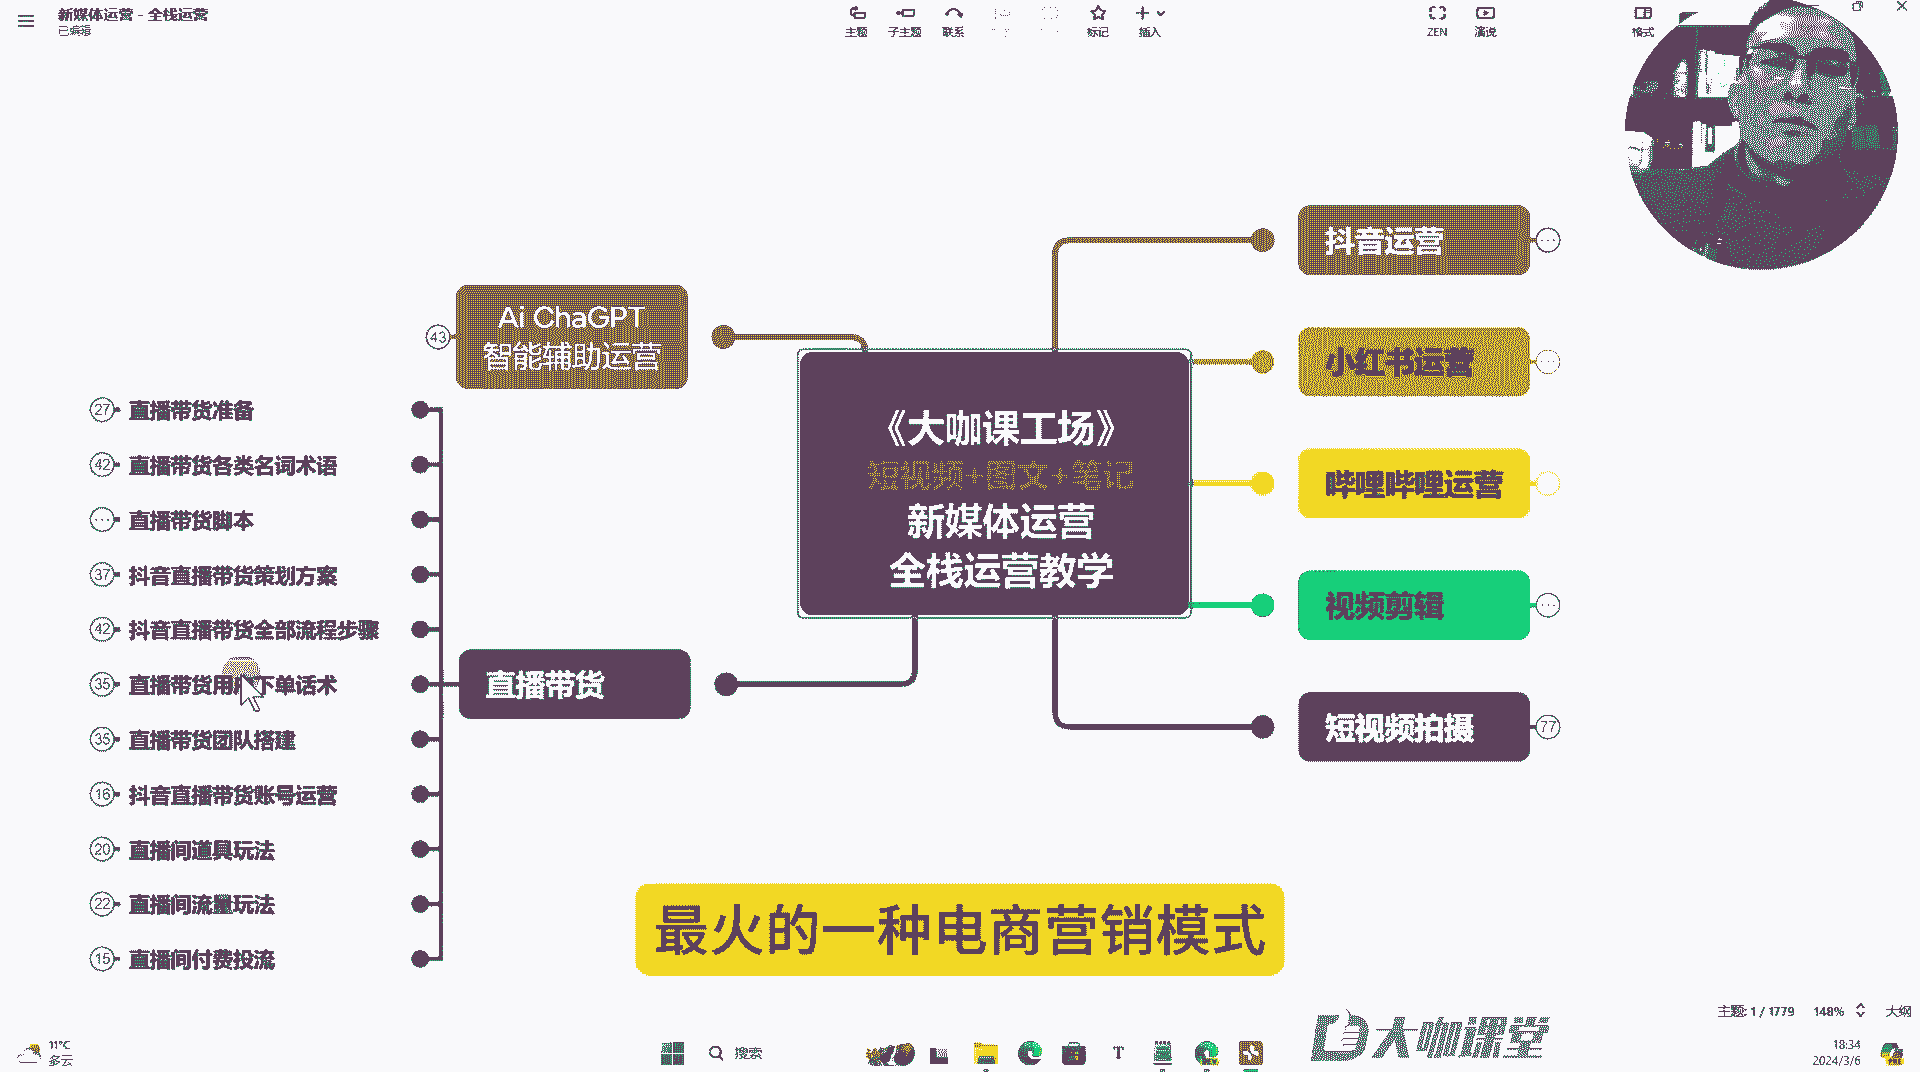 新媒体运营 - 全栈运营
已编辑
主题
子主题
联系
标记
插入
ZEN
演说
格式
抖音运营
小红书运营
哔哩哔哩运营
视频剪辑
短视频拍摄
77
《大咖课工场》
短视频+图文+笔记
新媒体运营
全栈运营教学
Ai ChaGPT
智能辅助运营
43
直播带货
27 直播带货准备
42 直播带货各类名词术语
直播带货脚本
37 抖音直播带货策划方案
42 抖音直播带货全部流程步骤
35 直播带货用户下单话术
35 直播带货团队搭建
16 抖音直播带货账号运营
20 直播间道具玩法
22 直播间流量玩法
15 直播间付费投流
最火的一种电商营销模式
主题: 1 / 1779
148%
大纲
大咖课堂
11°C
多云
搜索
18:34
2024/3/6